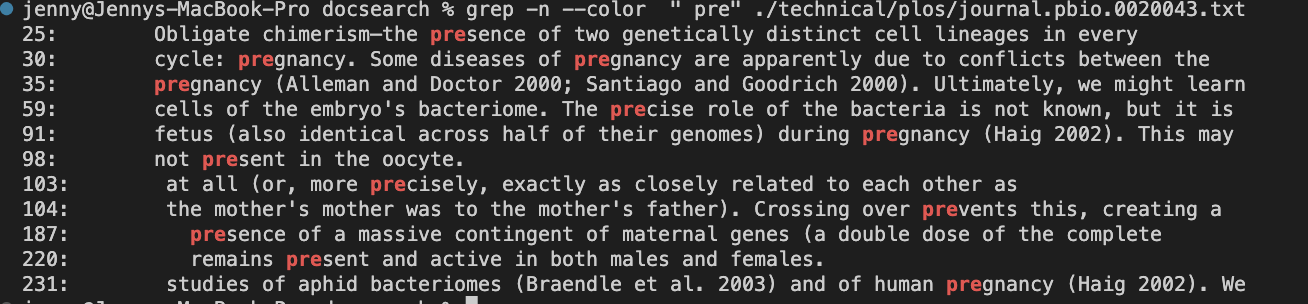 jenny@Jennys-MacBook-Pro docsearch % grep -n --color  " pre" ./technical/plos/journal.pbio.0020043.txt
25:       Obligate chimerism—the presence of two genetically distinct cell lineages in every
30:       cycle: pregnancy. Some diseases of pregnancy are apparently due to conflicts between the
35:       pregnancy (Alleman and Doctor 2000; Santiago and Goodrich 2000). Ultimately, we might learn
59:       cells of the embryo's bacteriome. The precise role of the bacteria is not known, but it is
91:       fetus (also identical across half of their genomes) during pregnancy (Haig 2002). This may
98:       not present in the oocyte.
103:        at all (or, more precisely, exactly as closely related to each other as
104:        the mother's mother was to the mother's father). Crossing over prevents this, creating a
187:          presence of a massive contingent of maternal genes (a double dose of the complete
220:          remains present and active in both males and females.
231:        studies of aphid bacteriomes (Braendle et al. 2003) and of human pregnancy (Haig 2002). We